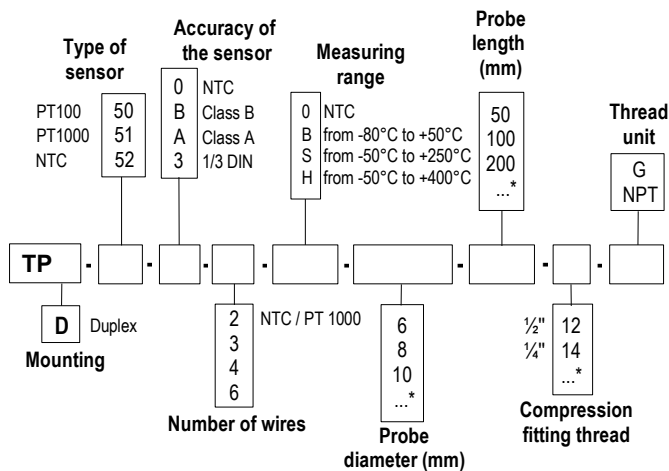 Type of
sensor
PT100 50
PT1000 51
NTC 52
Accuracy of
the sensor
0 NTC
B Class B
A Class A
3 1/3 DIN
Measuring
range
0 NTC
B from -80°C to +50°C
S from -50°C to +250°C
H from -50°C to +400°C
Probe
length
(mm)
50
100
200
...*
Thread
unit
G
NPT
TP - - - - - - - -
D Duplex
Mounting
2 NTC / PT 1000
3
4
6
Number of wires
6
8
10
...*
Probe
diameter (mm)
½" 12
¼" 14
...*
Compression
fitting thread